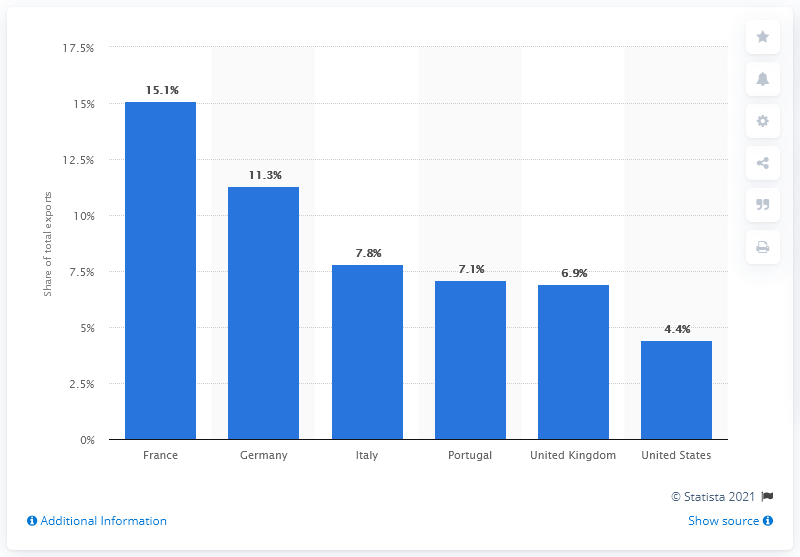 17.5%
15%
12.5%
10%
7.5%
5%
2.5%
0%
Share of total exports
15.1%
11.3%
7.8%
7.1%
6.9%
4.4%
France
Germany
Italy
Portugal
United Kingdom
United States
© Statista 2021
Additional Information
Show source